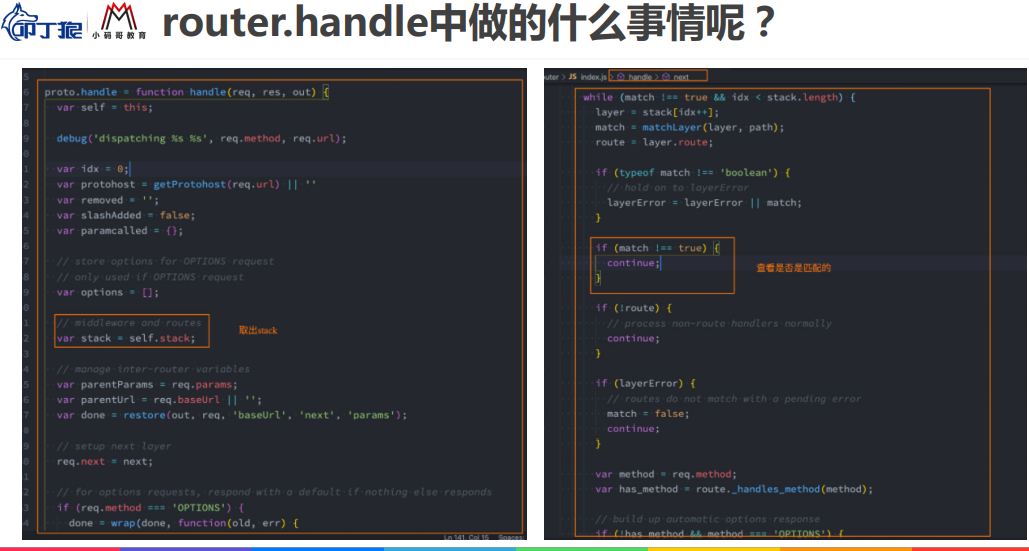 叩丁狼
小码哥教育
router.handle中做的什么事情呢？
proto.handle = function handle(req, res, out) {
var self = this;
debug('dispatching %s %s', req.method, req.url);
var idx = 0;
var protohost = getProtohost(req.url) || ''
var removed = '';
var slashAdded = false;
var paramcalled = {};
// store options for OPTIONS request
// only used if OPTIONS request
var options = [];
// middleware and routes
var stack = self.stack;
取出stack
// manage inter-router variables
var parentParams = req.params;
var parentUrl = req.baseUrl || '';
var done = restore(out, req, 'baseUrl', 'next', 'params');
// setup next layer
req.next = next;
// for options requests, respond with a default if nothing else responds
if (req.method === 'OPTIONS') {
done = wrap(done, function(old, err) {
Ln 141, Col 15 Spaces:
outer > JS index.js > handle > next
while (match !== true && idx < stack.length) {
layer = stack[idx++];
match = matchLayer(layer, path);
route = layer.route;
if (typeof match !== 'boolean') {
// hold on to layerError
layerError = layerError || match;
}
if (match !== true) {
continue;
}
查看是否是匹配的
if (!route) {
// process non-route handlers normally
continue;
}
if (layerError) {
// routes do not match with a pending error
match = false;
continue;
}
var method = req.method;
var has_method = route._handles_method(method);
// build up automatic options response
if (!has_method && method === 'OPTIONS') {